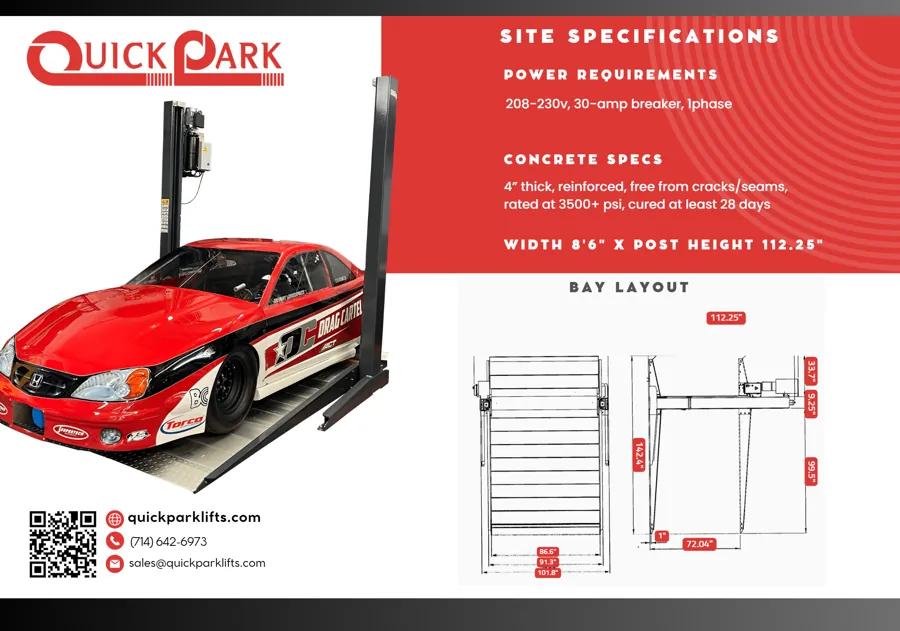 QUICK PARK
SITE SPECIFICATIONS
POWER REQUIREMENTS
208-230v, 30-amp breaker, 1phase
CONCRETE SPECS
4” thick, reinforced, free from cracks/seams,
rated at 3500+ psi, cured at least 28 days
WIDTH 8'6" X POST HEIGHT 112.25"
BAY LAYOUT
112.25"
33.7"
9.25"
142.4"
99.5"
1"
72.04"
86.6"
91.3"
101.8"
DC DRAG CARTEL
BC
Torco
quickparklifts.com
(714) 642-6973
sales@quickparklifts.com